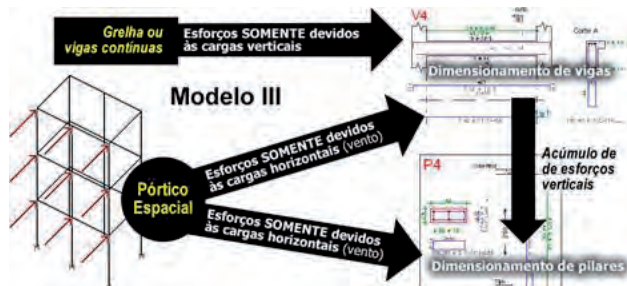 Grelha ou
vigas contínuas
Esforços SOMENTE devidos
às cargas verticais
V4
Corte A
Dimensionamento de vigas
Modelo III
Esforços SOMENTE devidos
às cargas horizontais (vento)
Pórtico
Espacial
Esforços SOMENTE devidos
às cargas horizontais (vento)
Acúmulo de
de esforços
verticais
P4
Dimensionamento de pilares